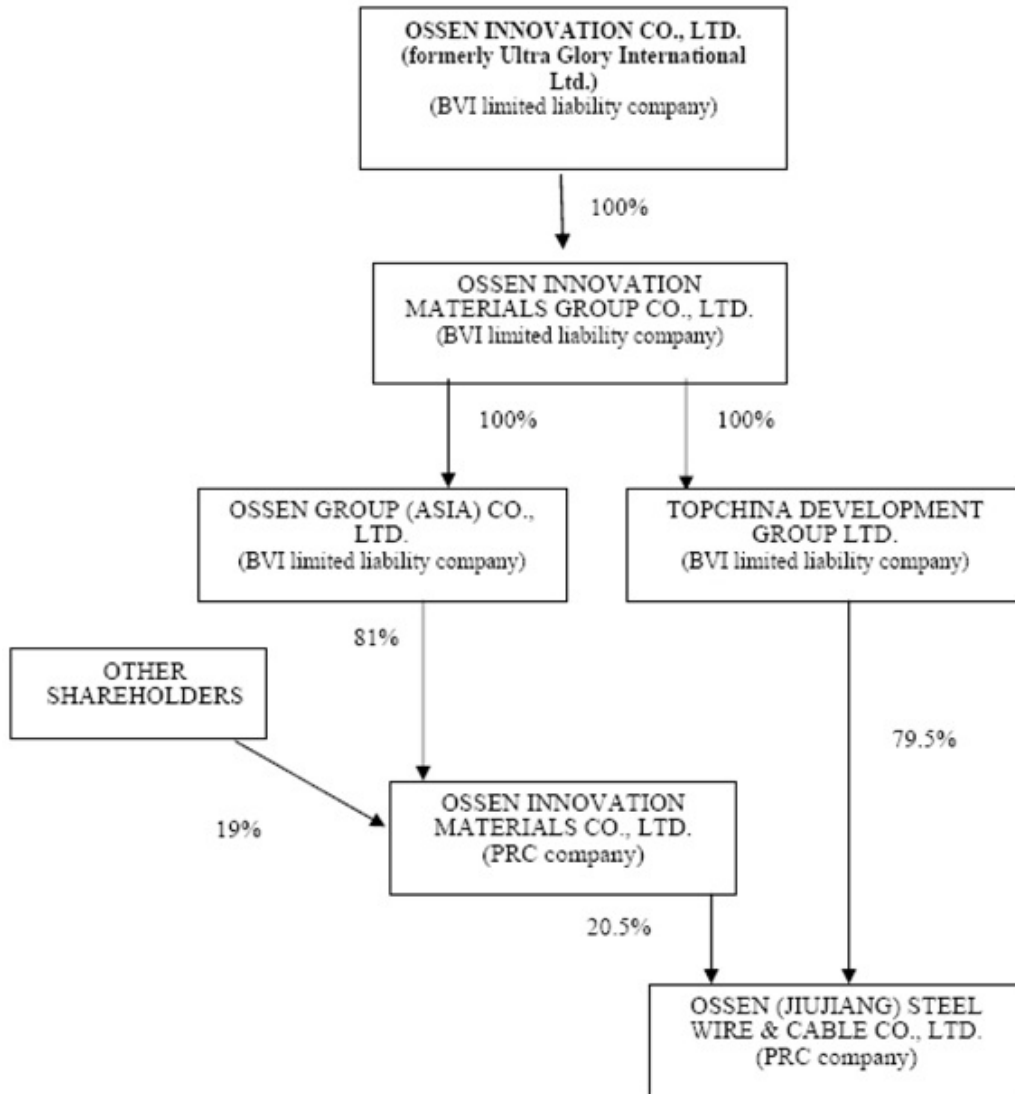 OSSEN INNOVATION CO., LTD.
(formerly Ultra Glory International
Ltd.)
(BVI limited liability company)
100%
OSSEN INNOVATION
MATERIALS GROUP CO., LTD.
(BVI limited liability company)
100%
100%
OSSEN GROUP (ASIA) CO.,
LTD.
(BVI limited liability company)
TOPCHINA DEVELOPMENT
GROUP LTD.
(BVI limited liability company)
81%
OTHER
SHAREHOLDERS
79.5%
19%
OSSEN INNOVATION
MATERIALS CO., LTD.
(PRC company)
20.5%
OSSEN (JIUJIANG) STEEL
WIRE & CABLE CO., LTD.
(PRC company)